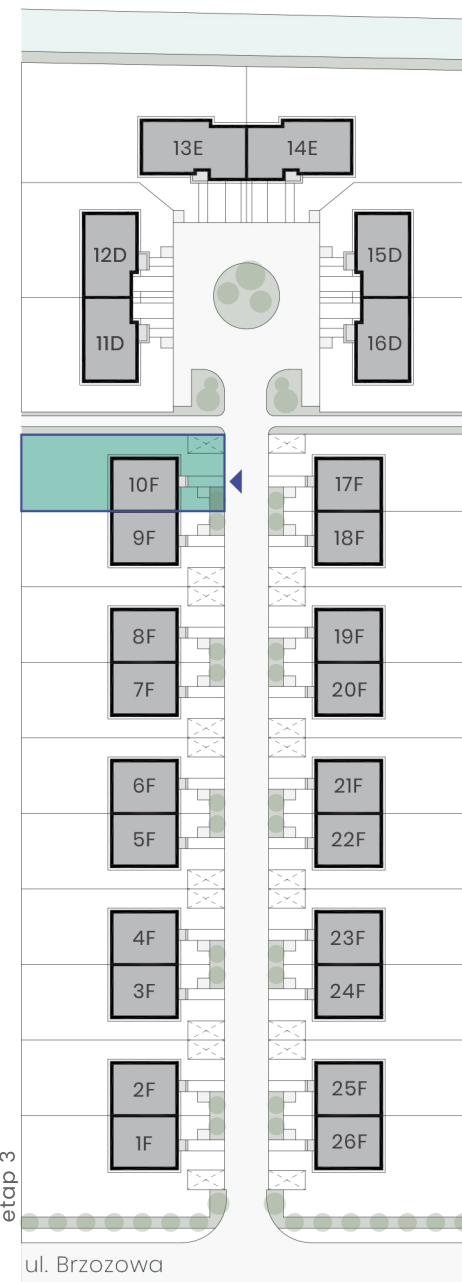 13E 14E
12D 15D
11D 16D
10F 17F
9F 18F
8F 19F
7F 20F
6F 21F
5F 22F
4F 23F
3F 24F
2F 25F
1F 26F
etap 3
ul. Brzozowa